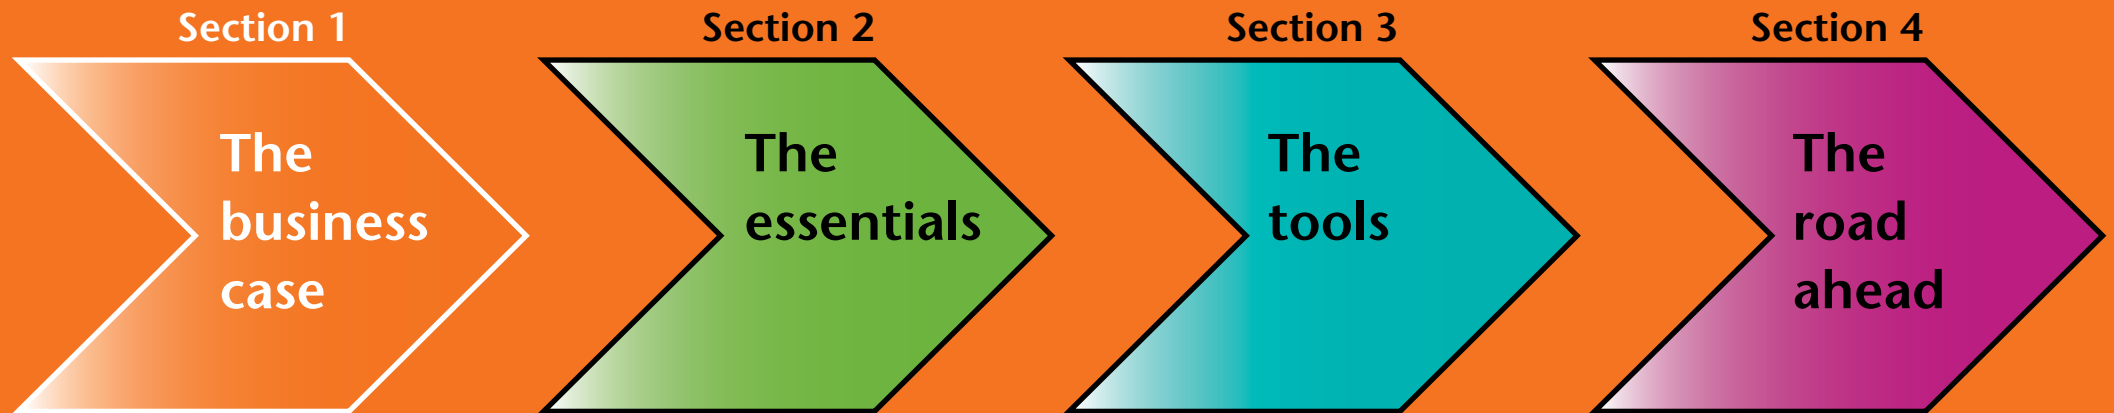 Section 1
The
business
case
Section 2
The
essentials
Section 3
The
tools
Section 4
The
road
ahead